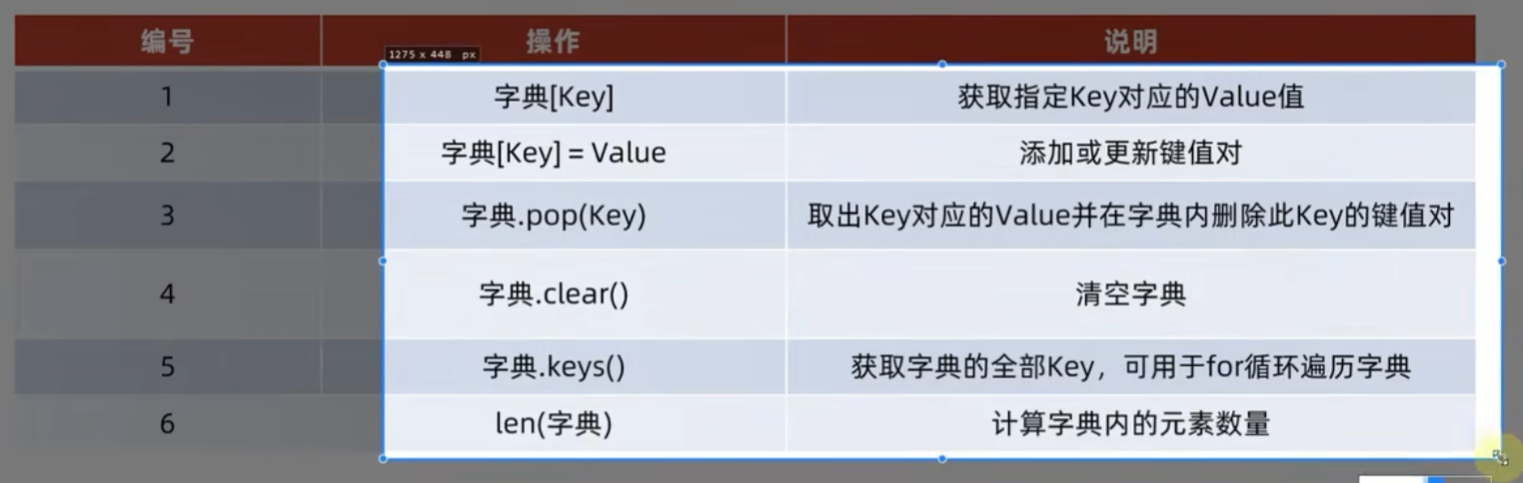 编号 操作 说明
1275 x 448 px
1 字典[Key] 获取指定Key对应的Value值
2 字典[Key] = Value 添加或更新键值对
3 字典.pop(Key) 取出Key对应的Value并在字典内删除此Key的键值对
4 字典.clear() 清空字典
5 字典.keys() 获取字典的全部Key，可用于for循环遍历字典
6 len(字典) 计算字典内的元素数量